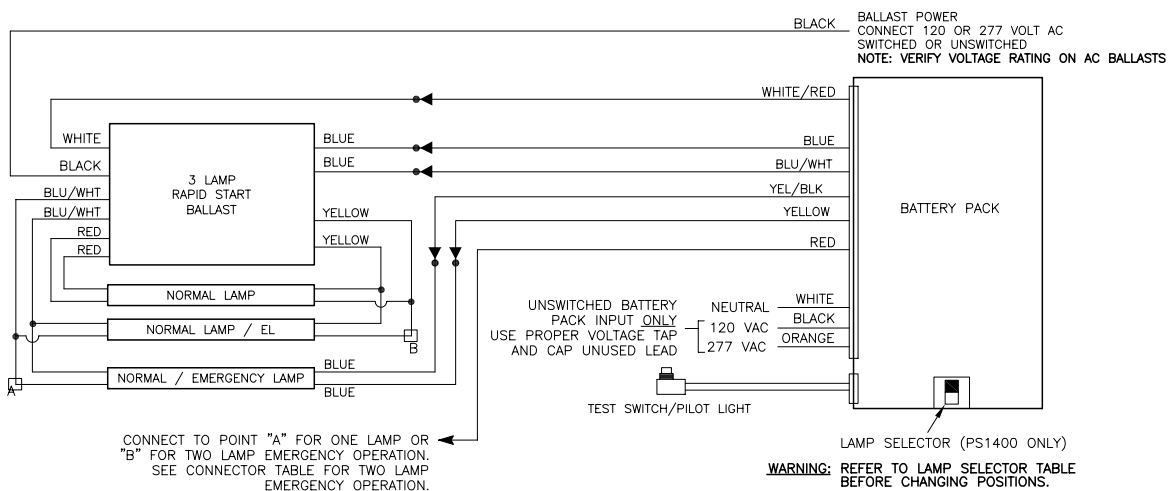 BLACK
BALLAST POWER
CONNECT 120 OR 277 VOLT AC
SWITCHED OR UNSWITCHED
NOTE: VERIFY VOLTAGE RATING ON AC BALLASTS
WHITE/RED
WHITE
BLUE
BLUE
BLACK
BLUE
BLU/WHT
3 LAMP
RAPID START
BALLAST
BLU/WHT
YEL/BLK
BLU/WHT
YELLOW
YELLOW
BATTERY PACK
RED
YELLOW
RED
RED
NORMAL LAMP
NORMAL LAMP / EL
B
NORMAL / EMERGENCY LAMP
BLUE
BLUE
A
UNSWITCHED BATTERY
PACK INPUT ONLY
USE PROPER VOLTAGE TAP
AND CAP UNUSED LEAD
NEUTRAL
WHITE
120 VAC
BLACK
277 VAC
ORANGE
TEST SWITCH/PILOT LIGHT
CONNECT TO POINT "A" FOR ONE LAMP OR
"B" FOR TWO LAMP EMERGENCY OPERATION.
SEE CONNECTOR TABLE FOR TWO LAMP
EMERGENCY OPERATION.
LAMP SELECTOR (PS1400 ONLY)
WARNING: REFER TO LAMP SELECTOR TABLE
BEFORE CHANGING POSITIONS.